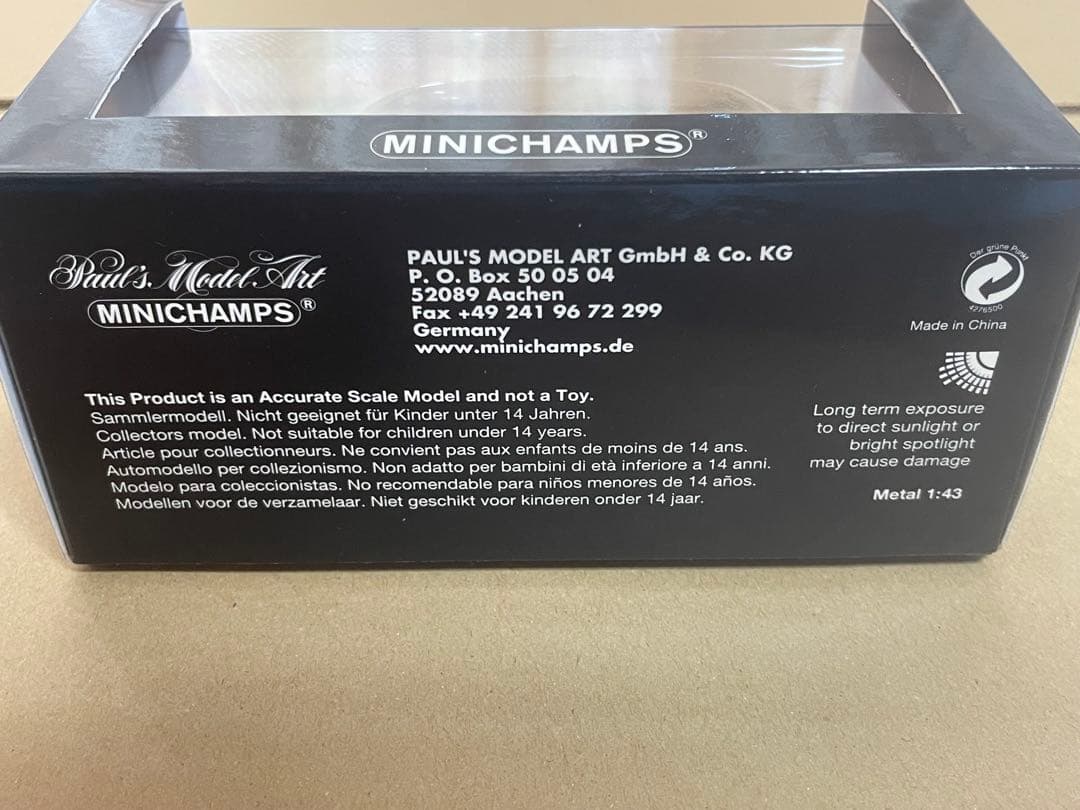 MINICHAMPS®
Paul's Model Art
MINICHAMPS®
PAUL'S MODEL ART GmbH & Co. KG
P. O. Box 50 05 04
52089 Aachen
Fax +49 241 96 72 299
Germany
www.minichamps.de
Der grüne Punkt
4276500
Made in China
This Product is an Accurate Scale Model and not a Toy.
Sammlermodell. Nicht geeignet für Kinder unter 14 Jahren.
Collectors model. Not suitable for children under 14 years.
Article pour collectionneurs. Ne convient pas aux enfants de moins de 14 ans.
Automodello per collezionismo. Non adatto per bambini di età inferiore a 14 anni.
Modelo para coleccionistas. No recomendable para niños menores de 14 años.
Modellen voor de verzamelaar. Niet geschikt voor kinderen onder 14 jaar.
Long term exposure
to direct sunlight or
bright spotlight
may cause damage
Metal 1:43